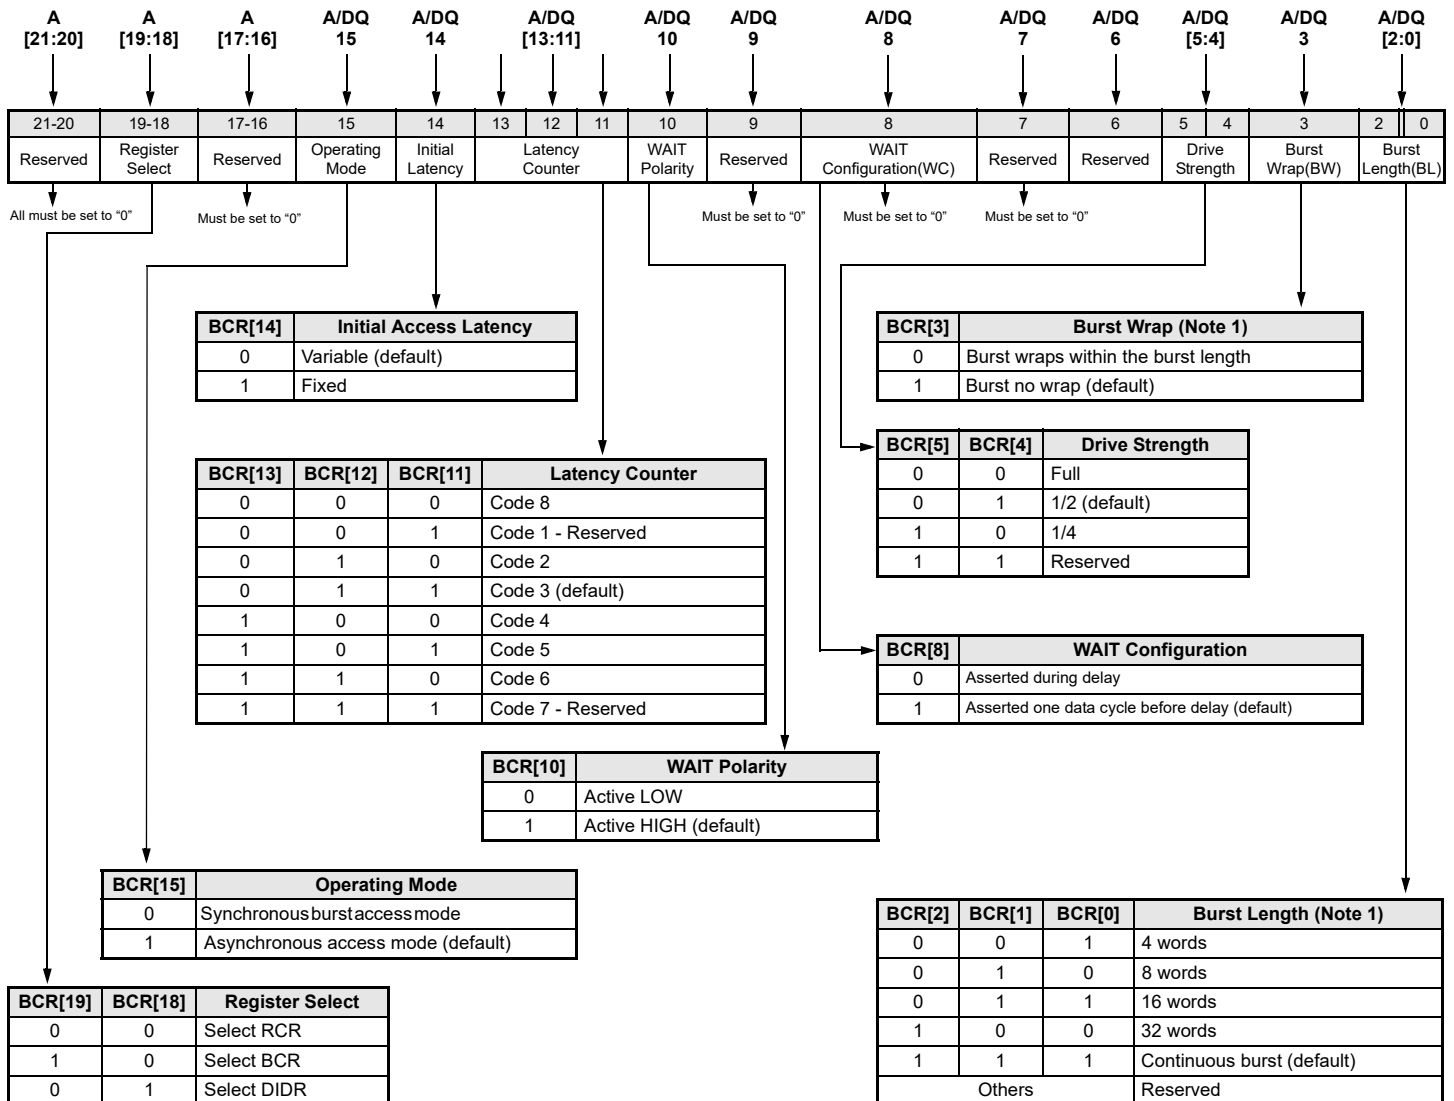 A A A A/DQ A/DQ A/DQ A/DQ A/DQ A/DQ A/DQ A/DQ A/DQ A/DQ A/DQ
[21:20] [19:18] [17:16] 15 14 [13:11] 10 9 8 7 6 [5:4] 3 [2:0]
21-20 19-18 17-16 15 14 13 12 11 10 9 8 7 6 5 4 3 2 0
Reserved Register Select Reserved Operating Mode Initial Latency Latency Counter WAIT Polarity Reserved WAIT Configuration(WC) Reserved Reserved Drive Strength Burst Wrap(BW) Burst Length(BL)
All must be set to “0” Must be set to “0” Must be set to “0” Must be set to “0” Must be set to “0”
BCR[14] Initial Access Latency
0 Variable (default)
1 Fixed
BCR[3] Burst Wrap (Note 1)
0 Burst wraps within the burst length
1 Burst no wrap (default)
BCR[13] BCR[12] BCR[11] Latency Counter
0 0 0 Code 8
0 0 1 Code 1 - Reserved
0 1 0 Code 2
0 1 1 Code 3 (default)
1 0 0 Code 4
1 0 1 Code 5
1 1 0 Code 6
1 1 1 Code 7 - Reserved
BCR[5] BCR[4] Drive Strength
0 0 Full
0 1 1/2 (default)
1 0 1/4
1 1 Reserved
BCR[8] WAIT Configuration
0 Asserted during delay
1 Asserted one data cycle before delay (default)
BCR[10] WAIT Polarity
0 Active LOW
1 Active HIGH (default)
BCR[15] Operating Mode
0 Synchronous burst access mode
1 Asynchronous access mode (default)
BCR[19] BCR[18] Register Select
0 0 Select RCR
1 0 Select BCR
0 1 Select DIDR
BCR[2] BCR[1] BCR[0] Burst Length (Note 1)
0 0 1 4 words
0 1 0 8 words
0 1 1 16 words
1 0 0 32 words
1 1 1 Continuous burst (default)
Others Reserved